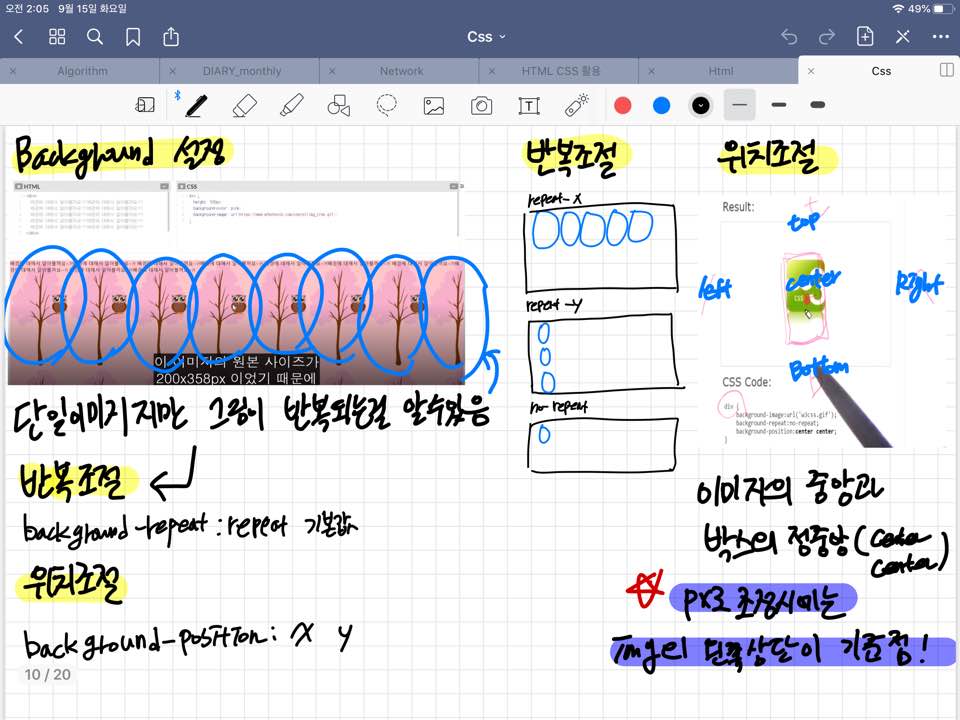 오전 2:05 9월 15일 화요일
49%
Css
Algorithm
DIARY_monthly
Network
HTML CSS 활용
Html
Css
Background 설정
HTML
CSS
이 이미지의 원본 사이즈가
200x358px 이었기 때문에
단일이미지지만 그림이 반복되는걸 알수있음
반복조절
background-repeat : repeat 기본값
위치조절
background-position : x y
10 / 20
반복조절
repeat-x
repeat-y
no repeat
위치조절
Result:
top
left
center
Right
Bottom
CSS Code:
div {
background-image:url('w3css.gif');
background-repeat:no-repeat;
background-position:center center;
}
이미지의 중앙과
박스의 정중앙 (center
center)
px로 조정시에는
왼쪽상단이 기준점!